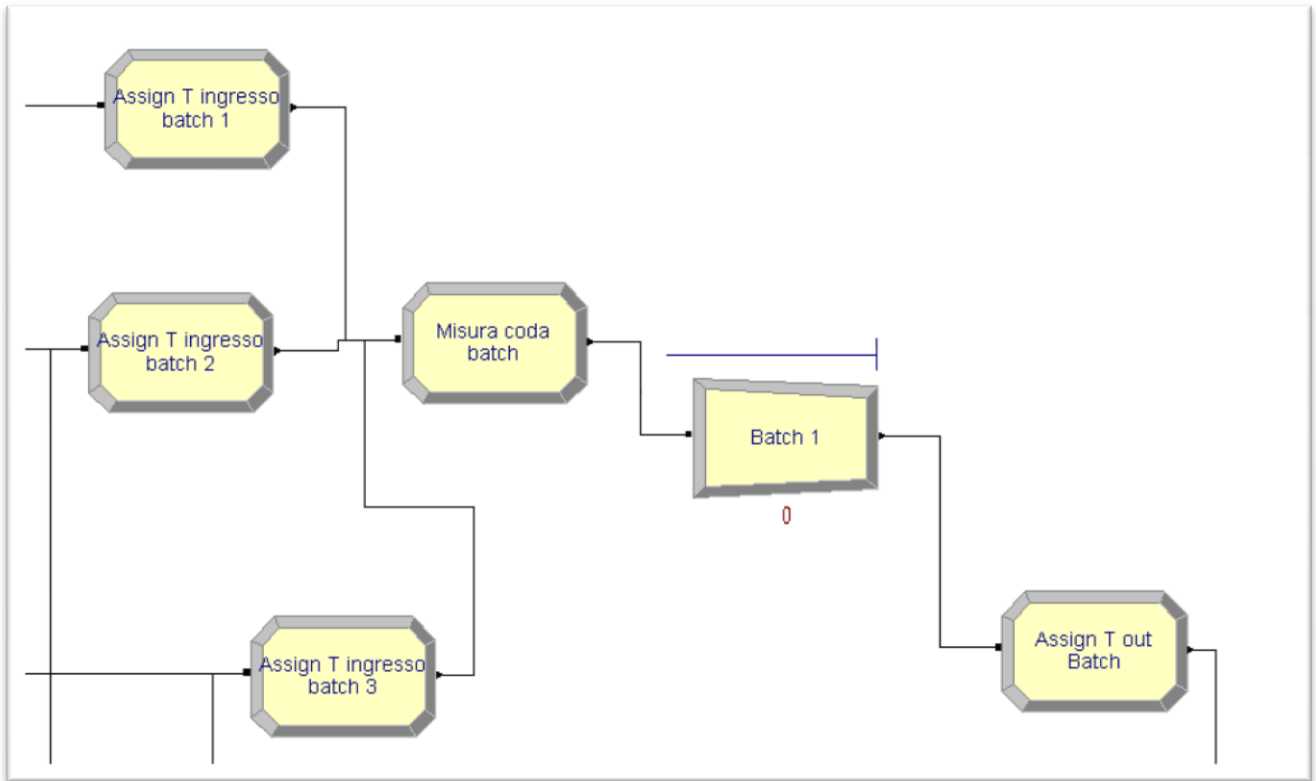 Assign T ingresso
batch 1
Assign T ingresso
batch 2
Misura coda
batch
Batch 1
0
Assign T ingresso
batch 3
Assign T out
Batch